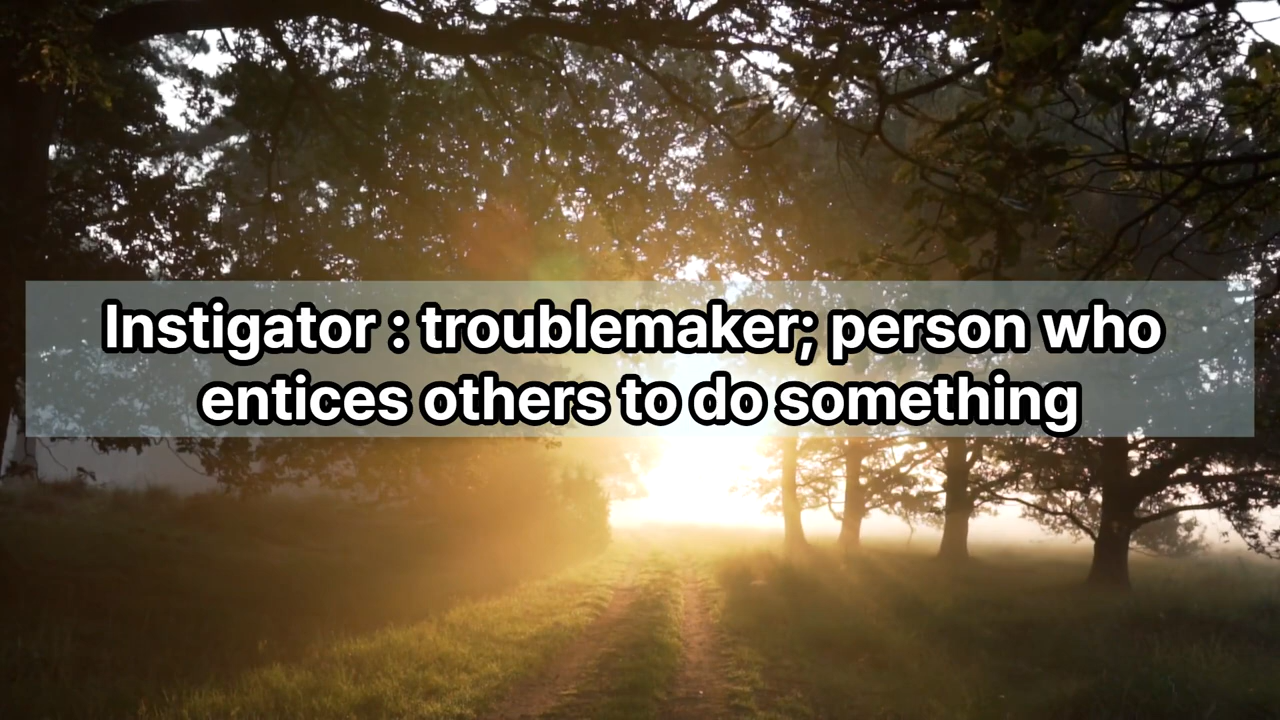 Instigator : troublemaker; person who
entices others to do something